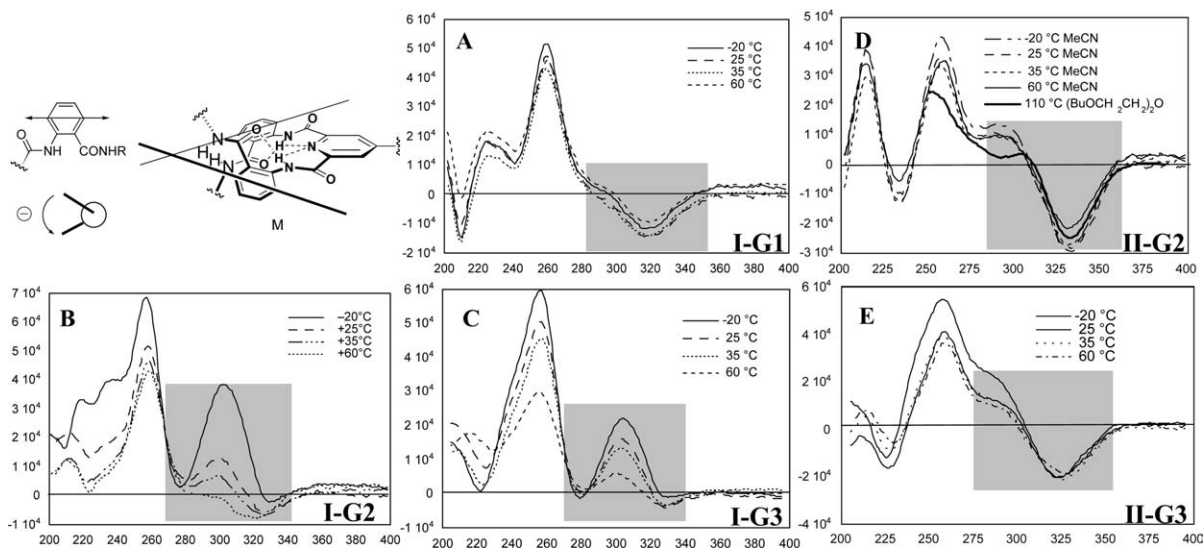 O
NH
CONHR
⊖
N
H
H
N
O
O
O
N
H
H
N
N
N
O
O
M
A
-20 °C
25 °C
35 °C
60 °C
6 10⁴
5 10⁴
4 10⁴
3 10⁴
2 10⁴
1 10⁴
0
-1 10⁴
-2 10⁴
I-G1
200 220 240 260 280 300 320 340 360 380 400
D
-20 °C MeCN
25 °C MeCN
35 °C MeCN
60 °C MeCN
110 °C (BuOCH₂CH₂)₂O
5 10⁴
4 10⁴
3 10⁴
2 10⁴
1 10⁴
0
-1 10⁴
-2 10⁴
-3 10⁴
II-G2
200 225 250 275 300 325 350 375 400
B
–20°C
+25°C
+35°C
+60°C
7 10⁴
6 10⁴
5 10⁴
4 10⁴
3 10⁴
2 10⁴
1 10⁴
0
-1 10⁴
I-G2
200 220 240 260 280 300 320 340 360 380 400
C
-20 °C
25 °C
35 °C
60 °C
6 10⁴
5 10⁴
4 10⁴
3 10⁴
2 10⁴
1 10⁴
0
-1 10⁴
I-G3
200 220 240 260 280 300 320 340 360 380 400
E
-20 °C
25 °C
35 °C
60 °C
6 10⁴
4 10⁴
2 10⁴
0
-2 10⁴
-4 10⁴
II-G3
200 250 300 350 400